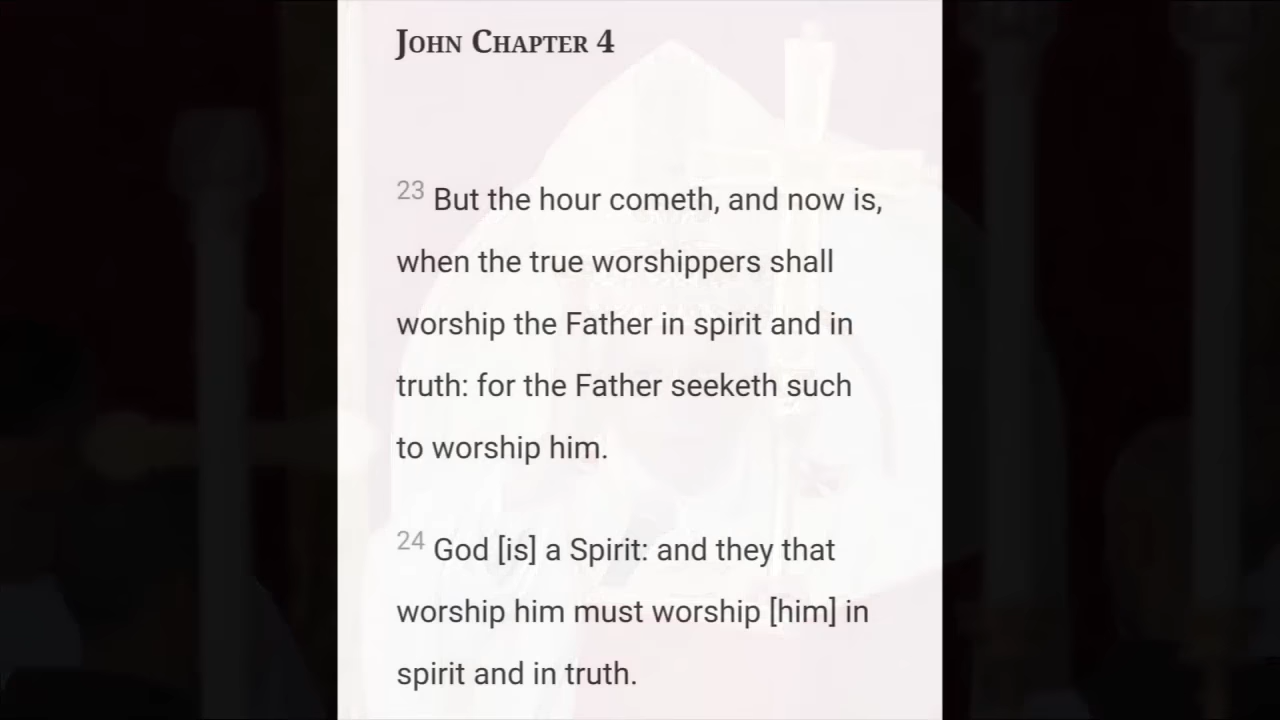 John Chapter 4
23 But the hour cometh, and now is,
when the true worshippers shall
worship the Father in spirit and in
truth: for the Father seeketh such
to worship him.
24 God [is] a Spirit: and they that
worship him must worship [him] in
spirit and in truth.